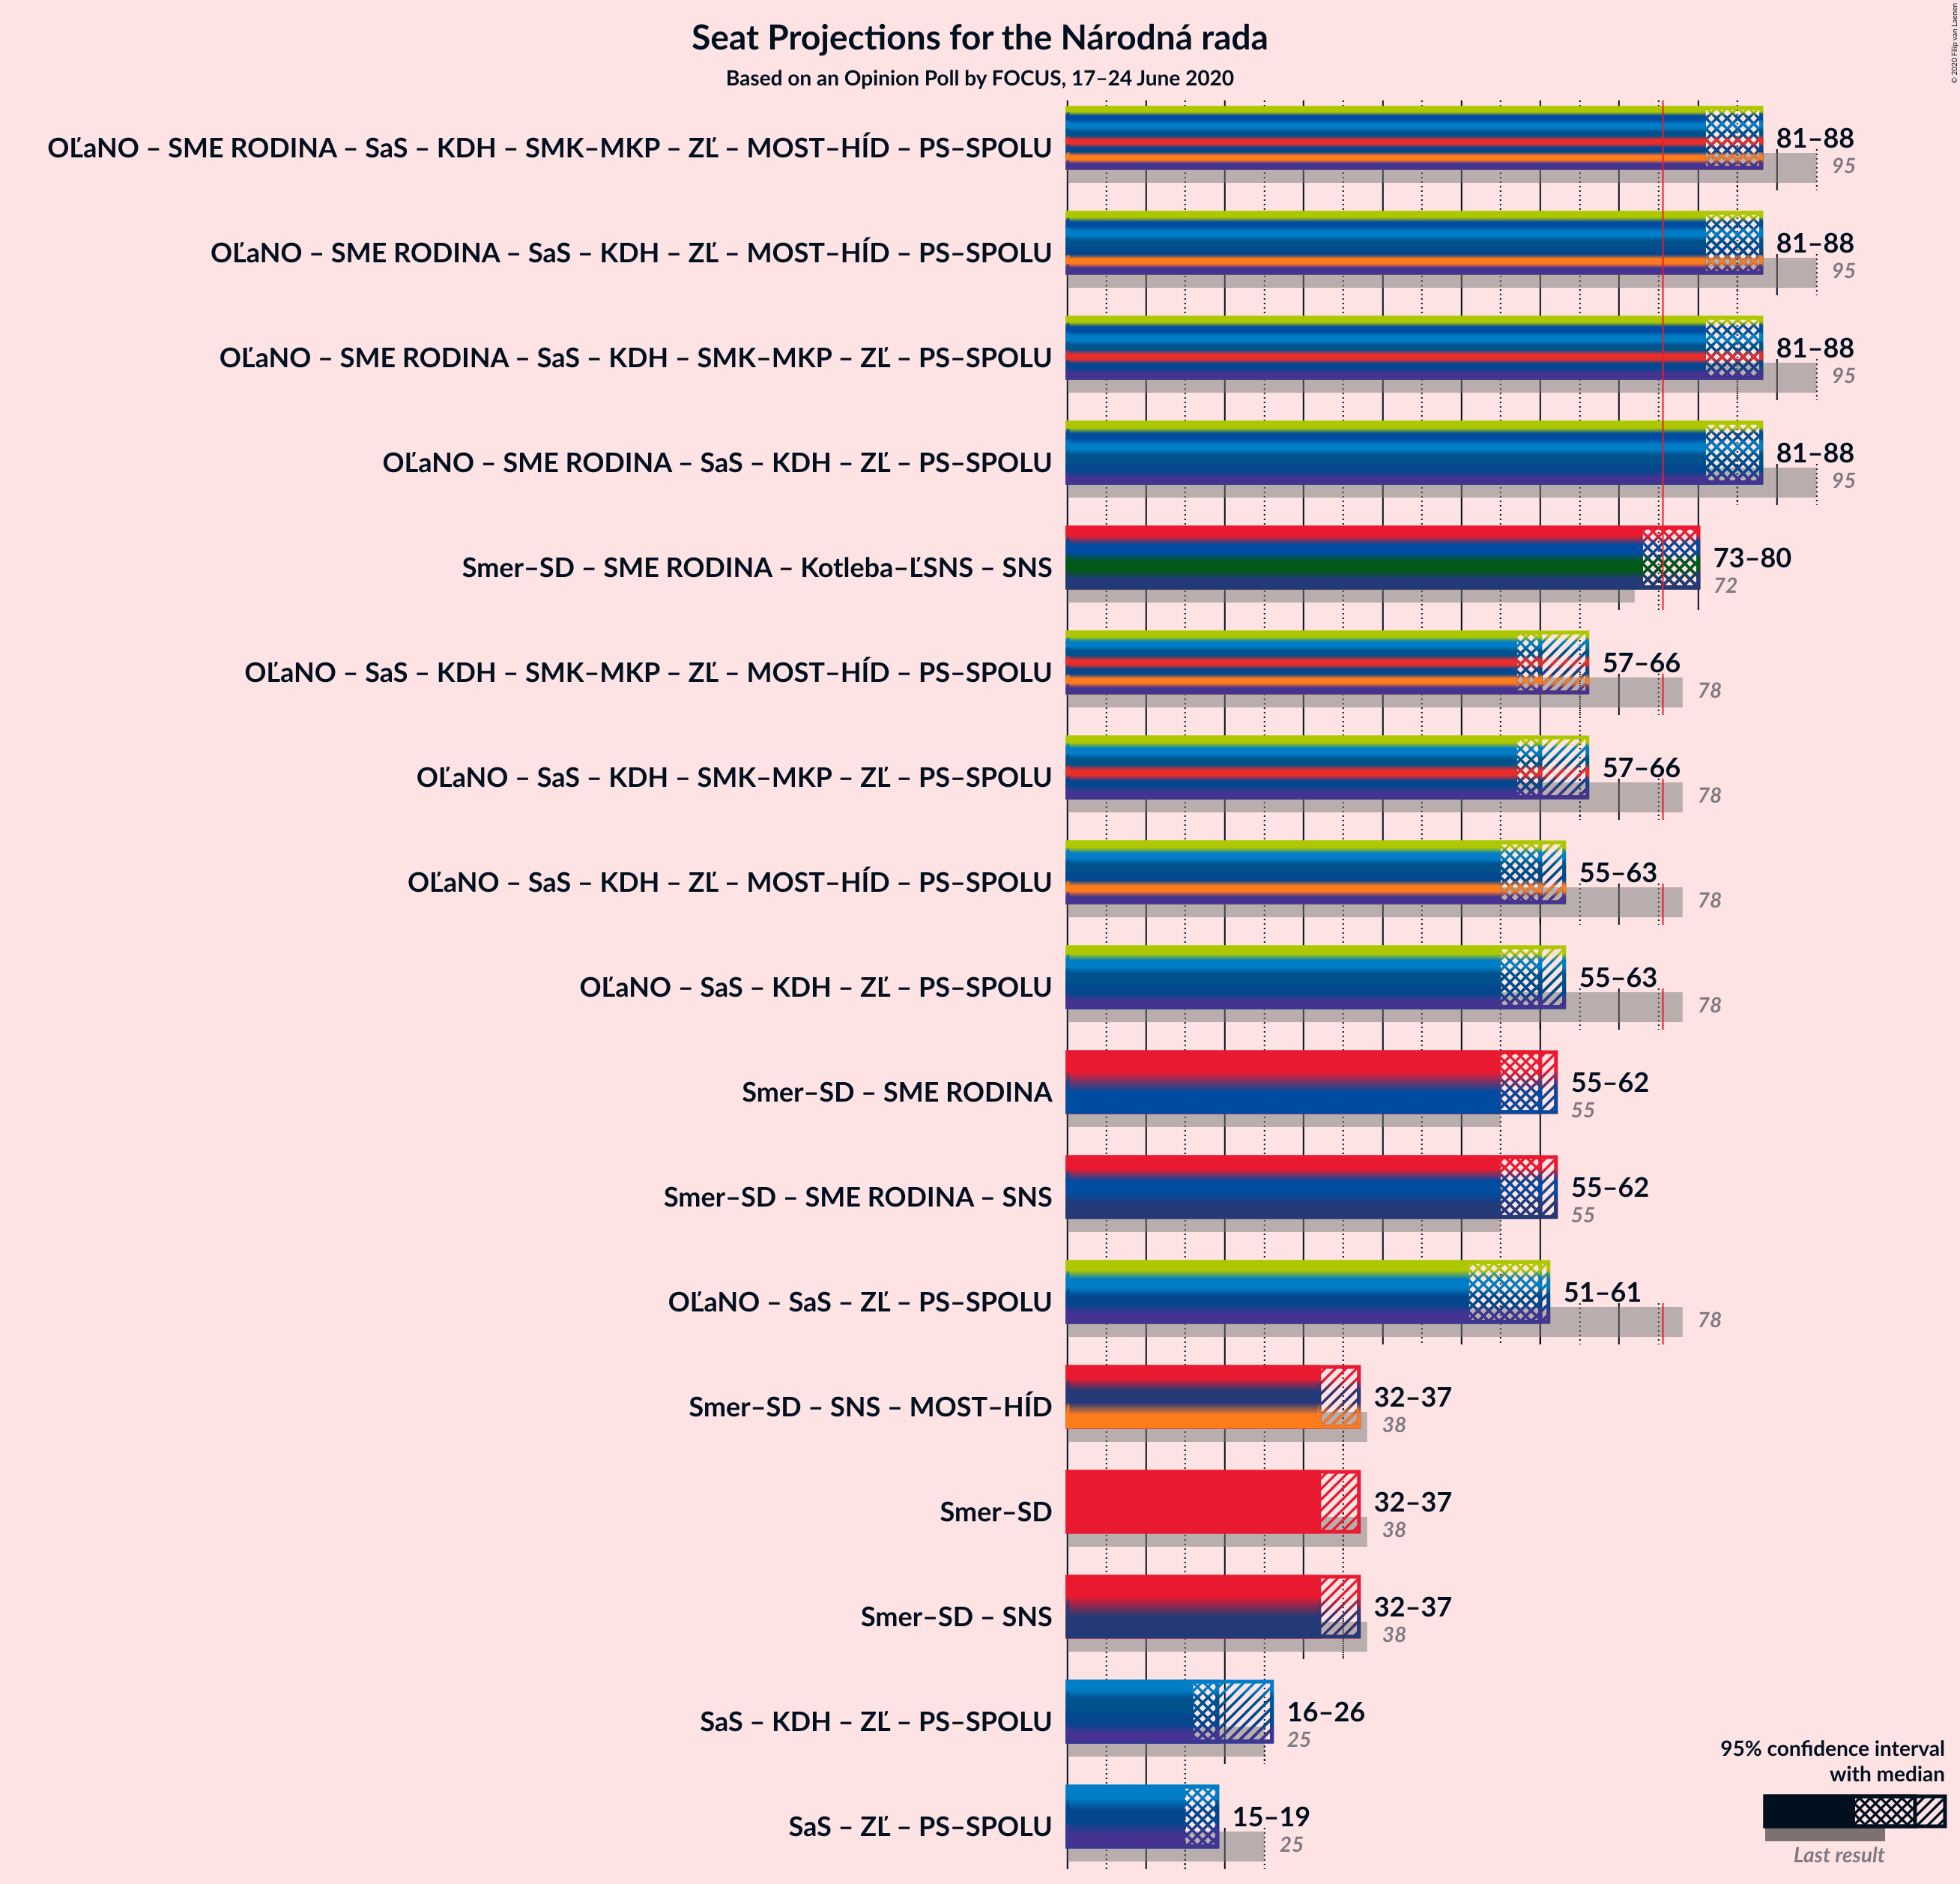 Seat Projections for the Národná rada
Based on an Opinion Poll by FOCUS, 17–24 June 2020
© 2020 Filip van Laenen
OĽaNO – SME RODINA – SaS – KDH – SMK–MKP – ZĽ – MOST–HÍD – PS–SPOLU
81–88
95
OĽaNO – SME RODINA – SaS – KDH – ZĽ – MOST–HÍD – PS–SPOLU
81–88
95
OĽaNO – SME RODINA – SaS – KDH – SMK–MKP – ZĽ – PS–SPOLU
81–88
95
OĽaNO – SME RODINA – SaS – KDH – ZĽ – PS–SPOLU
81–88
95
Smer–SD – SME RODINA – Kotleba–ĽSNS – SNS
73–80
72
OĽaNO – SaS – KDH – SMK–MKP – ZĽ – MOST–HÍD – PS–SPOLU
57–66
78
OĽaNO – SaS – KDH – SMK–MKP – ZĽ – PS–SPOLU
57–66
78
OĽaNO – SaS – KDH – ZĽ – MOST–HÍD – PS–SPOLU
55–63
78
OĽaNO – SaS – KDH – ZĽ – PS–SPOLU
55–63
78
Smer–SD – SME RODINA
55–62
55
Smer–SD – SME RODINA – SNS
55–62
55
OĽaNO – SaS – ZĽ – PS–SPOLU
51–61
78
Smer–SD – SNS – MOST–HÍD
32–37
38
Smer–SD
32–37
38
Smer–SD – SNS
32–37
38
SaS – KDH – ZĽ – PS–SPOLU
16–26
25
SaS – ZĽ – PS–SPOLU
15–19
25
95% confidence interval
with median
Last result